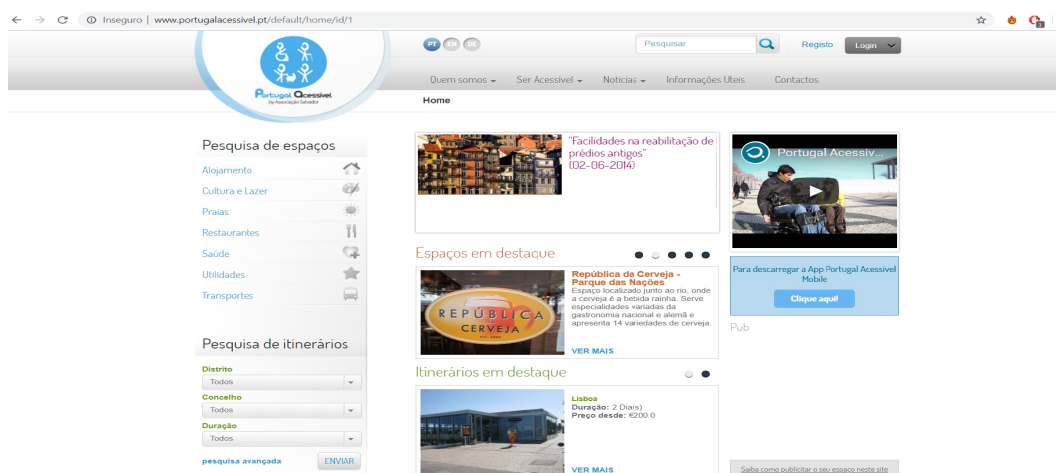 Inseguro | www.portugalacessivel.pt/default/home/id/1
Portugal Acessível
by Associação Salvador
PT EN DE
Pesquisar
Registo
Login
Quem somos
Ser Acessível
Noticias
Informações Uteis
Contactos
Home
Pesquisa de espaços
Alojamento
Cultura e Lazer
Praias
Restaurantes
Saúde
Utilidades
Transportes
Pesquisa de itinerários
Distrito
Todos
Concelho
Todos
Duração
Todos
pesquisa avançada
ENVIAR
"Facilidades na reabilitação de
prédios antigos"
(02-06-2014)
Espaços em destaque
REPÚBLICA
DA
CERVEJA
República da Cerveja -
Parque das Nações
Espaço localizado junto ao rio, onde
a cerveja é a bebida rainha. Serve
especialidades variadas da
gastronomia nacional e alemã e
apresenta 14 variedades de cerveja.
VER MAIS
Itinerários em destaque
Lisboa
Duração: 2 Dia(s)
Preço desde: €200.0
VER MAIS
Portugal Acessív...
Para descarregar a App Portugal Acessível
Mobile
Clique aqui!
Pub
Saiba como publicitar o seu espaço neste site